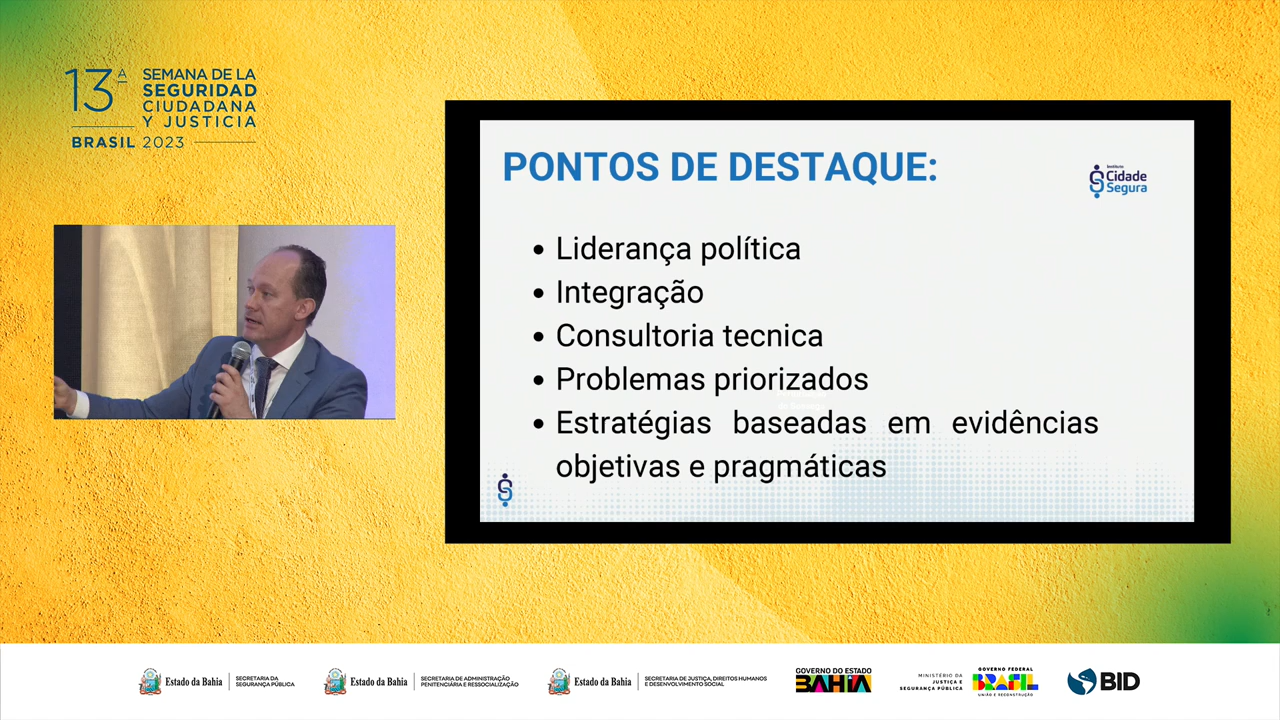 13ª
SEMANA DE LA
SEGURIDAD
CIUDADANA
Y JUSTICIA
BRASIL 2023
PONTOS DE DESTAQUE:
Instituto
Cidade
Segura
• Liderança política
• Integração
• Consultoria tecnica
• Problemas priorizados
• Estratégias baseadas em evidências
objetivas e pragmáticas
Estado da Bahia
SECRETARIA DA
SEGURANÇA PÚBLICA
Estado da Bahia
SECRETARIA DE ADMINISTRAÇÃO
PENITENCIÁRIA E RESSOCIALIZAÇÃO
Estado da Bahia
SECRETARIA DE JUSTIÇA, DIREITOS HUMANOS
E DESENVOLVIMENTO SOCIAL
GOVERNO DO ESTADO
BAHIA
MINISTÉRIO DA
JUSTIÇA E
SEGURANÇA PÚBLICA
GOVERNO FEDERAL
BRASIL
UNIÃO E RECONSTRUÇÃO
BID